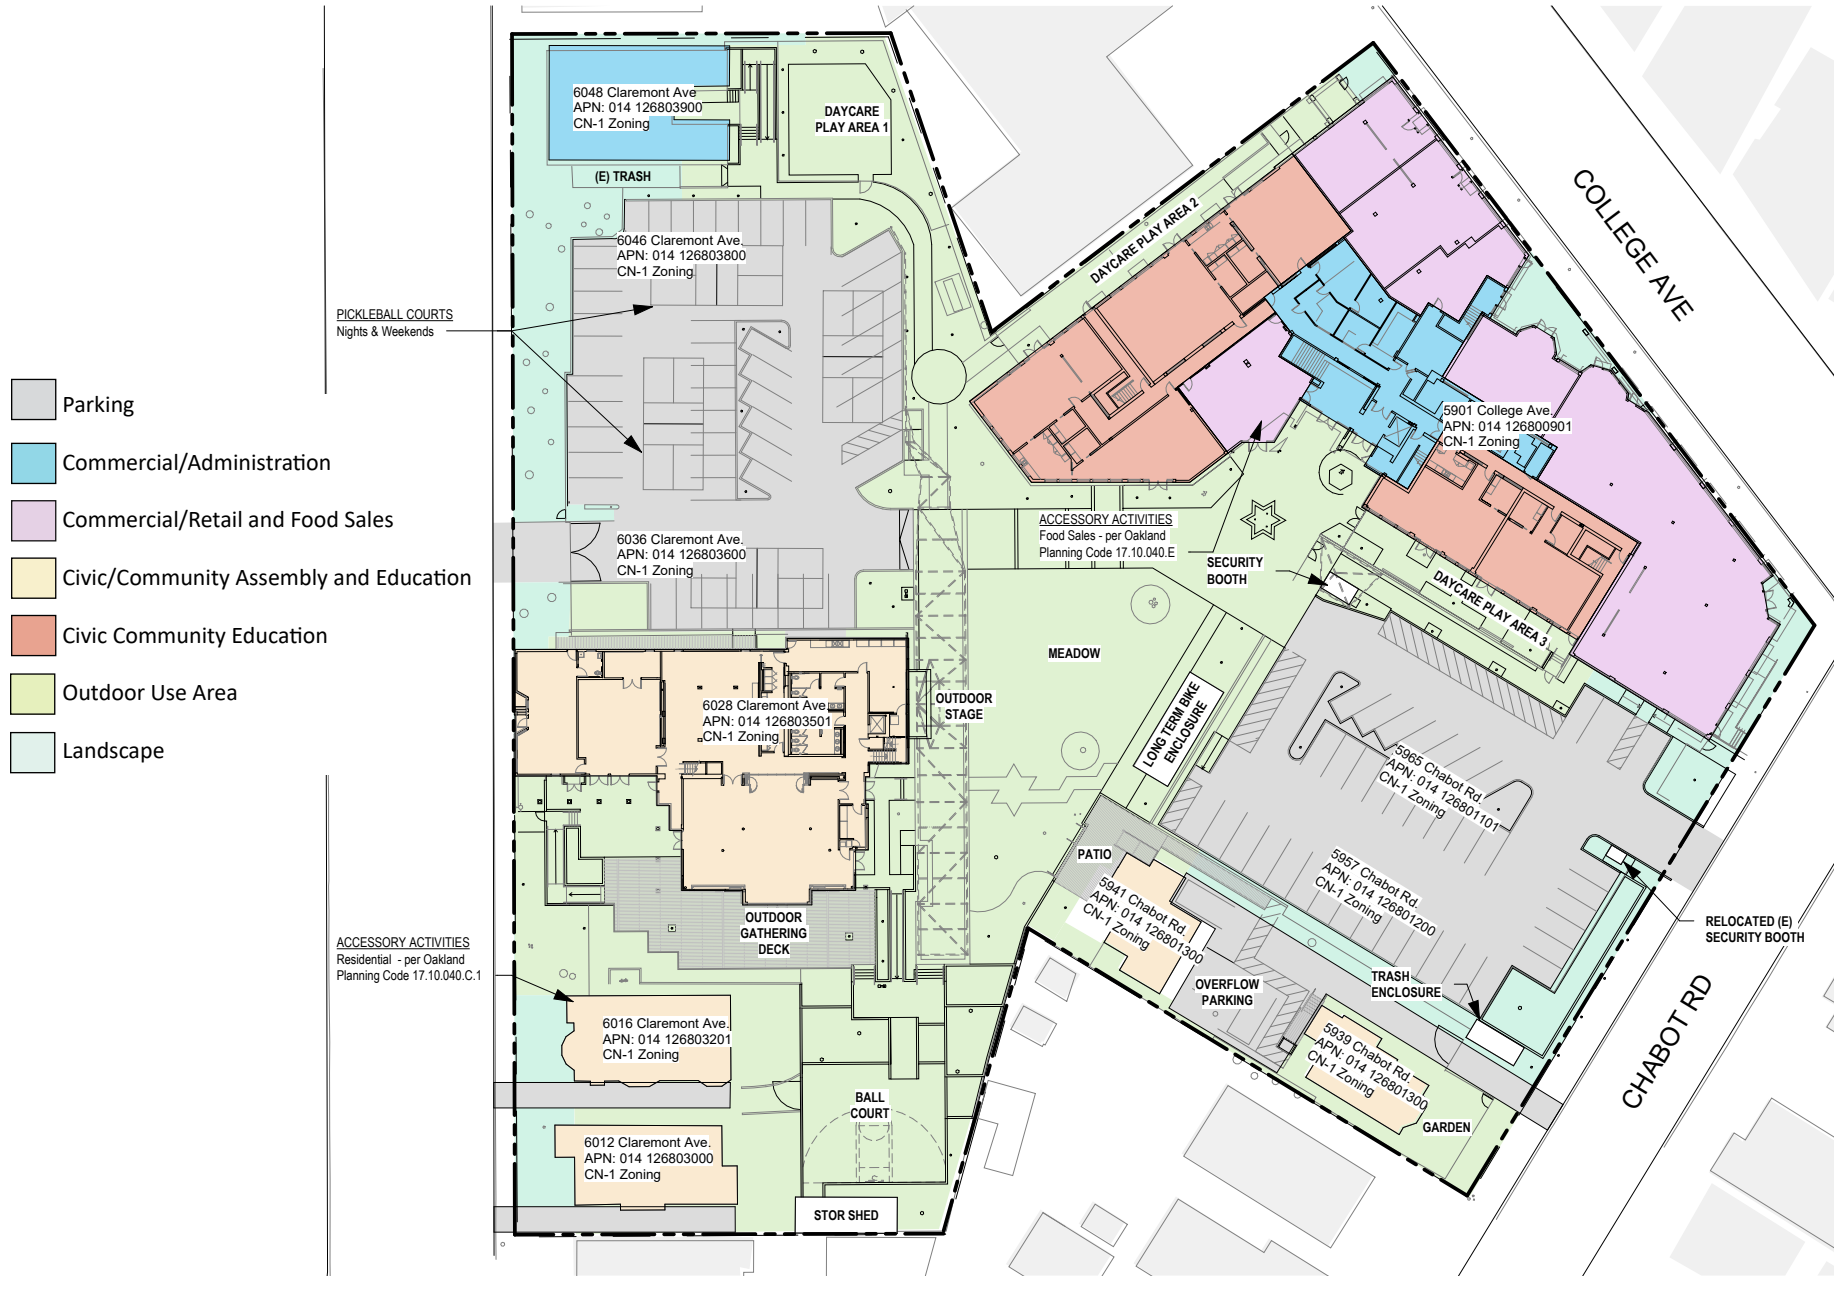 6048 Claremont Ave
APN: 014 126803900
CN-1 Zoning
DAYCARE
PLAY AREA 1
(E) TRASH
COLLEGE AVE
DAYCARE PLAY AREA 2
6046 Claremont Ave.
APN: 014 126803800
CN-1 Zoning
PICKLEBALL COURTS
Nights & Weekends
Parking
Commercial/Administration
Commercial/Retail and Food Sales
Civic/Community Assembly and Education
Civic Community Education
Outdoor Use Area
Landscape
5901 College Ave.
APN: 014 126800901
CN-1 Zoning
6036 Claremont Ave.
APN: 014 126803600
CN-1 Zoning
ACCESSORY ACTIVITIES
Food Sales - per Oakland
Planning Code 17.10.040.E
SECURITY
BOOTH
DAYCARE PLAY AREA 3
MEADOW
6028 Claremont Ave.
APN: 014 126803501
CN-1 Zoning
OUTDOOR
STAGE
LONG TERM BIKE
ENCLOSURE
5965 Chabot Rd.
APN: 014 126801101
CN-1 Zoning
5957 Chabot Rd.
APN: 014 126801200
CN-1 Zoning
PATIO
5941 Chabot Rd.
APN: 014 126801300
CN-1 Zoning
OUTDOOR
GATHERING
DECK
RELOCATED (E)
SECURITY BOOTH
ACCESSORY ACTIVITIES
Residential - per Oakland
Planning Code 17.10.040.C.1
TRASH
ENCLOSURE
OVERFLOW
PARKING
CHABOT RD
6016 Claremont Ave.
APN: 014 126803201
CN-1 Zoning
5939 Chabot Rd.
APN: 014 126801300
CN-1 Zoning
BALL
COURT
GARDEN
6012 Claremont Ave.
APN: 014 126803000
CN-1 Zoning
STOR SHED